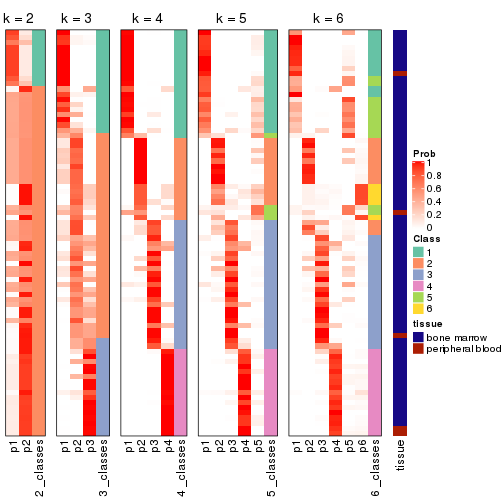 k = 2 k = 3 k = 4 k = 5 k = 6
Prob
1
0.8
0.6
0.4
0.2
0
Class
1
2
3
4
5
6
tissue
bone marrow
peripheral blood
p1 p2 2_classes p1 p2 p3 3_classes p1 p2 p3 p4 4_classes p1 p2 p3 p4 p5 5_classes p1 p2 p3 p4 p5 p6 6_classes tissue